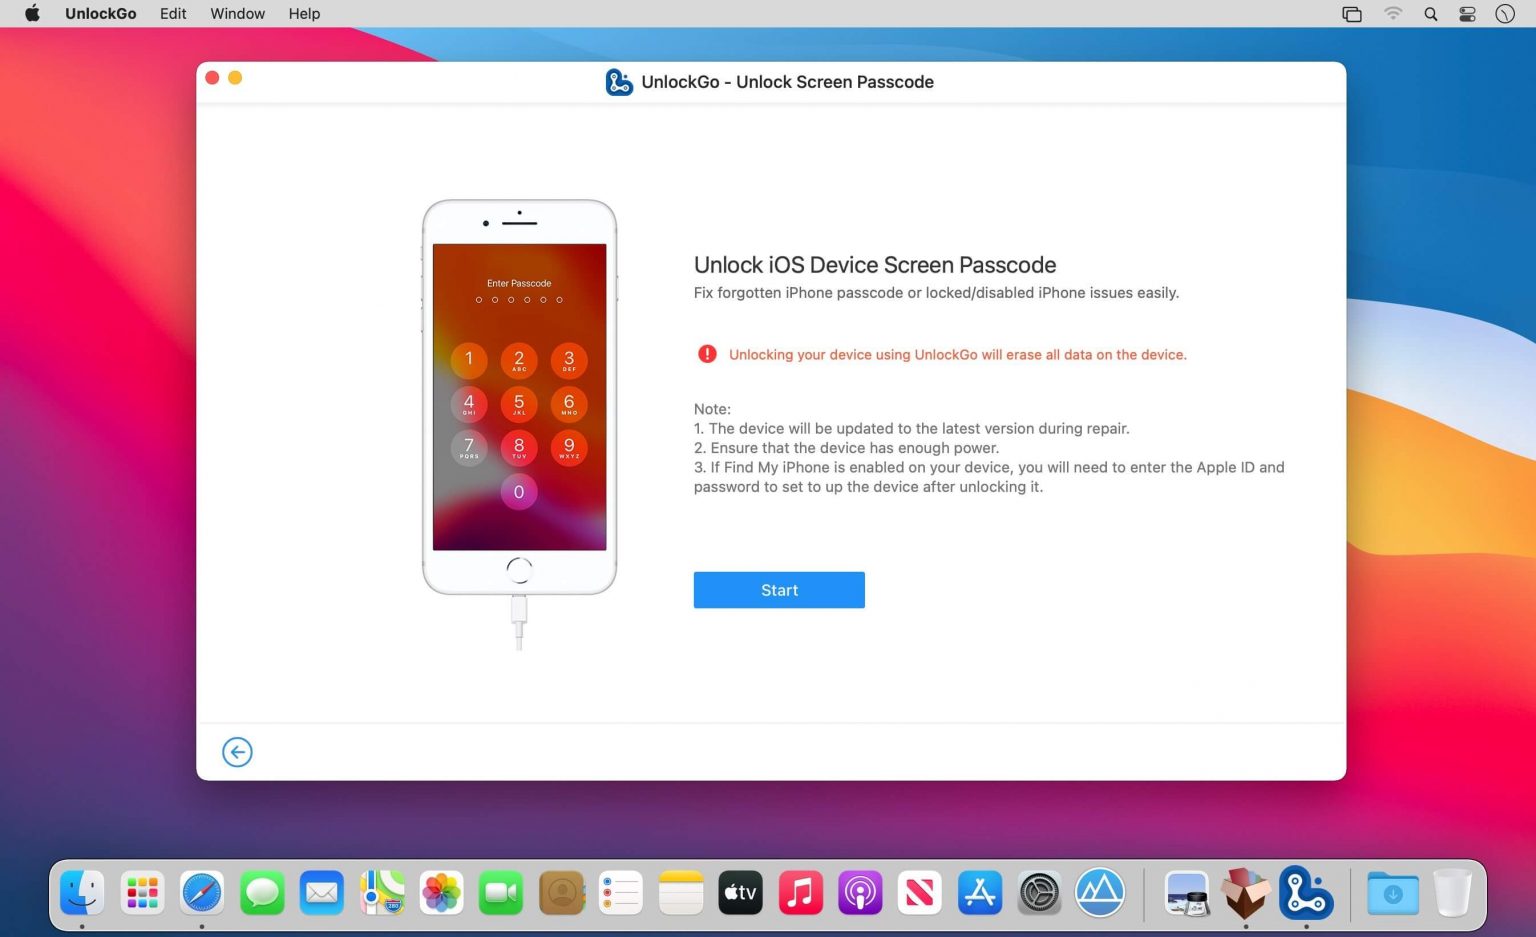 UnlockGo Edit Window Help
UnlockGo - Unlock Screen Passcode
Enter Passcode
1 2 3
ABC DEF
4 5 6
GHI JKL MNO
7 8 9
PQRS TUV WXYZ
0
Unlock iOS Device Screen Passcode
Fix forgotten iPhone passcode or locked/disabled iPhone issues easily.
Unlocking your device using UnlockGo will erase all data on the device.
Note:
1. The device will be updated to the latest version during repair.
2. Ensure that the device has enough power.
3. If Find My iPhone is enabled on your device, you will need to enter the Apple ID and
password to set to up the device after unlocking it.
Start
280
tv